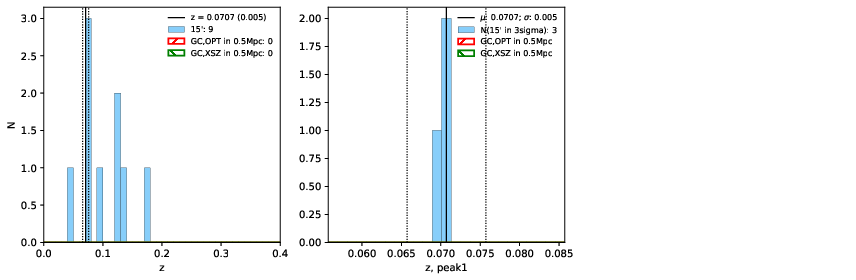 3.0
2.5
2.0
1.5
1.0
0.5
0.0
N
0.0
0.1
0.2
0.3
0.4
z
z = 0.0707 (0.005)
15': 9
GC,OPT in 0.5Mpc: 0
GC,XSZ in 0.5Mpc: 0
2.00
1.75
1.50
1.25
1.00
0.75
0.50
0.25
0.00
0.060
0.065
0.070
0.075
0.080
0.085
z, peak1
μ: 0.0707; σ: 0.005
N(15' in 3sigma): 3
GC,OPT in 0.5Mpc
GC,XSZ in 0.5Mpc